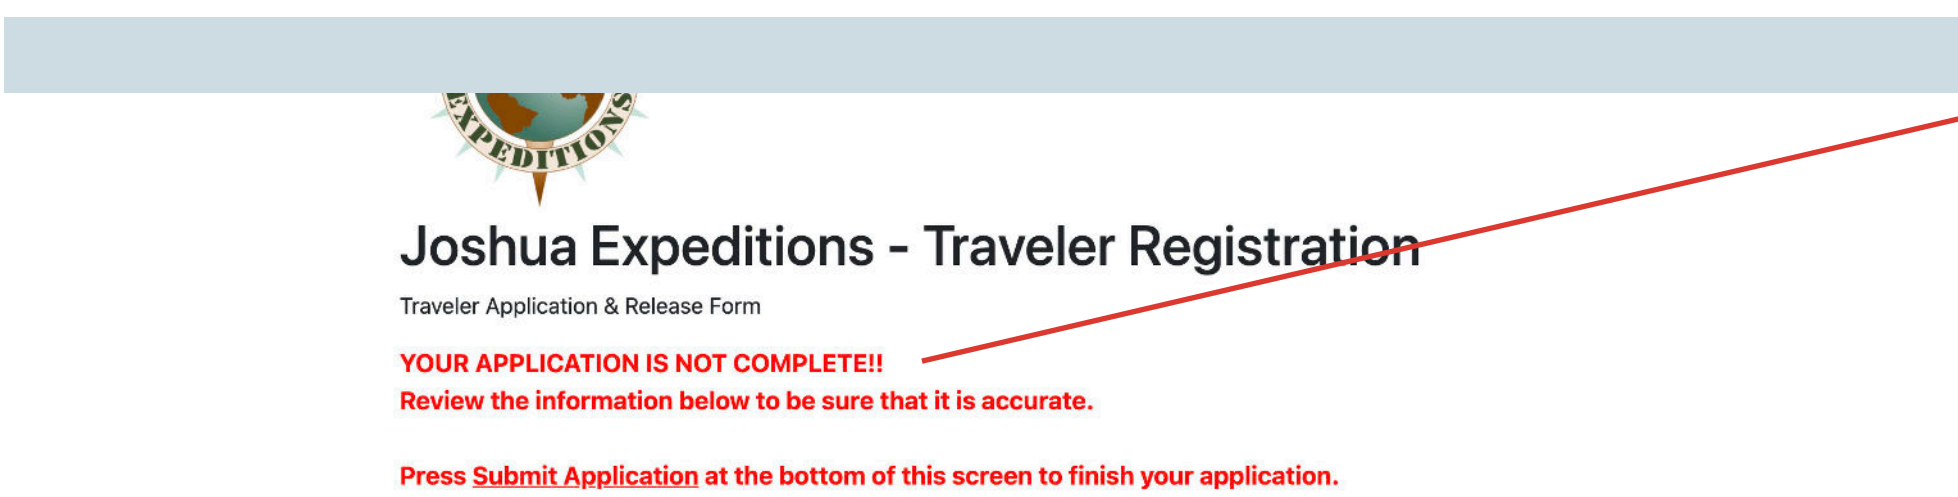 EXPEDITIONS
Joshua Expeditions - Traveler Registration
Traveler Application & Release Form
YOUR APPLICATION IS NOT COMPLETE!!
Review the information below to be sure that it is accurate.
Press Submit Application at the bottom of this screen to finish your application.